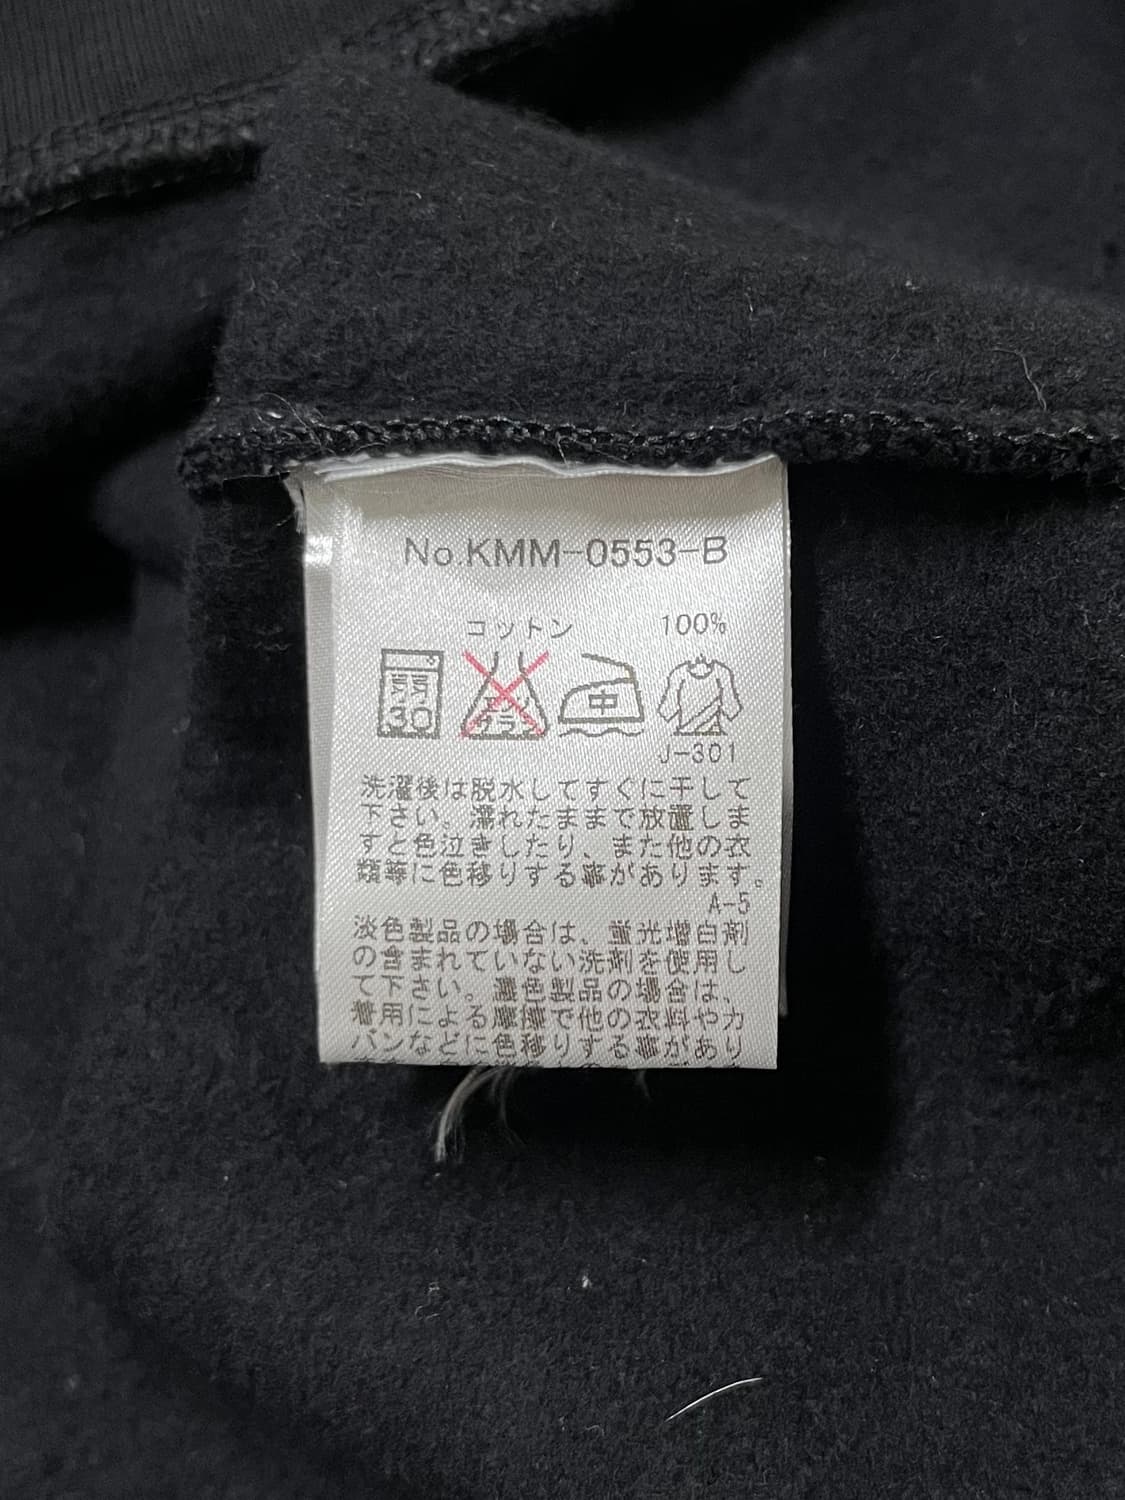 No.KMM-0553-B
コットン 100%
弱 30 エンソサラシ 中
J-301
洗濯後は脱水してすぐに干して
下さい。濡れたままで放置しま
すと色泣きしたり、また他の衣
類等に色移りする事があります。
A-5
淡色製品の場合は、蛍光増白剤
の含まれていない洗剤を使用し
て下さい。濃色製品の場合は、
着用による摩擦で他の衣料やカ
バンなどに色移りする事があり